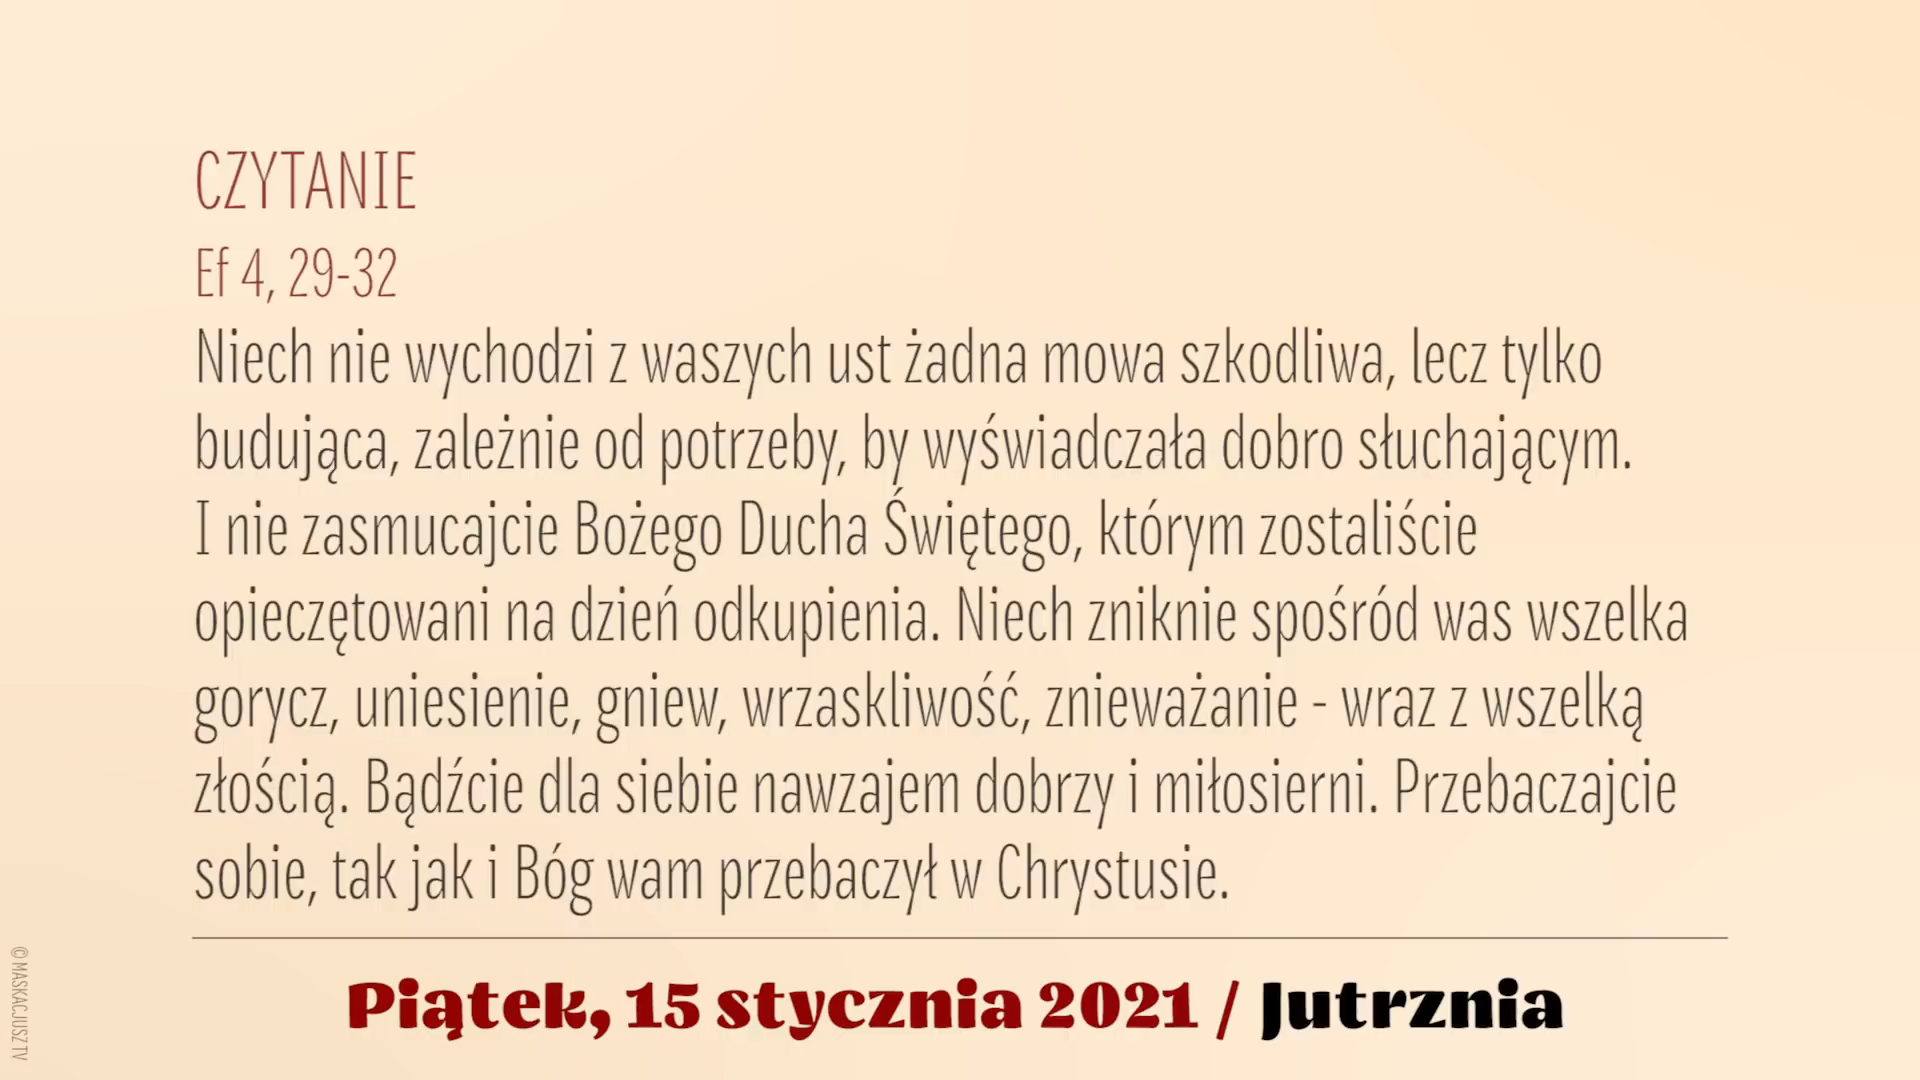 CZYTANIE
Ef 4, 29-32
Niech nie wychodzi z waszych ust żadna mowa szkodliwa, lecz tylko
budująca, zależnie od potrzeby, by wyświadczała dobro słuchającym.
I nie zasmucajcie Bożego Ducha Świętego, którym zostaliście
opieczętowani na dzień odkupienia. Niech zniknie spośród was wszelka
gorycz, uniesienie, gniew, wrzaskliwość, znieważanie - wraz z wszelką
złością. Bądźcie dla siebie nawzajem dobrzy i miłosierni. Przebaczajcie
sobie, tak jak i Bóg wam przebaczył w Chrystusie.
Piątek, 15 stycznia 2021 / Jutrznia
© MASKACJUSZ TV